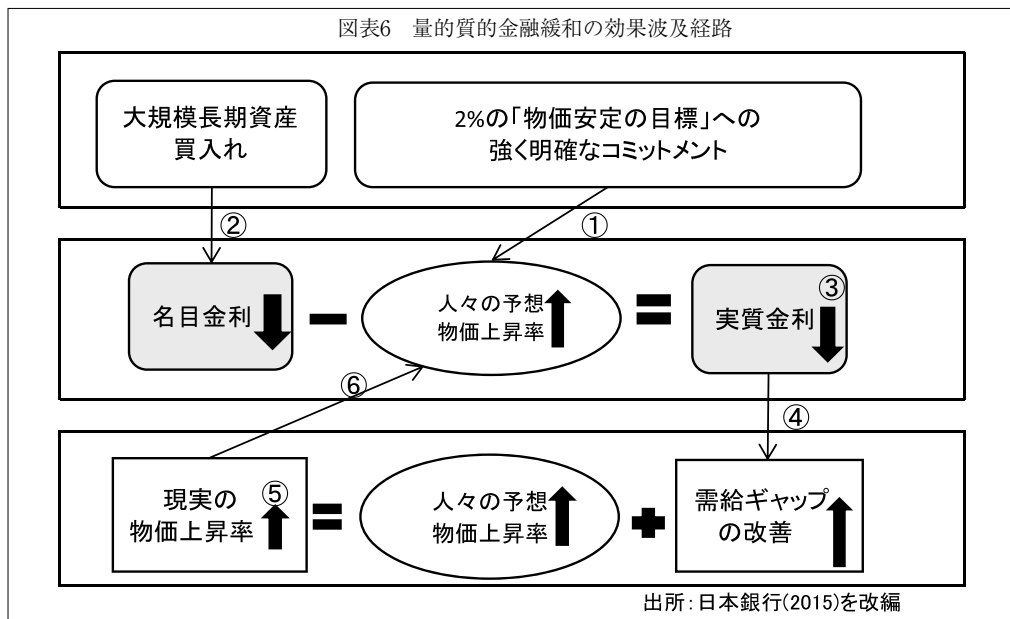 図表6　量的質的金融緩和の効果波及経路
大規模長期資産
買入れ
2%の「物価安定の目標」への
強く明確なコミットメント
②
①
名目金利
人々の予想
物価上昇率
③
実質金利
⑥
④
現実の
物価上昇率
⑤
人々の予想
物価上昇率
需給ギャップ
の改善
出所：日本銀行(2015)を改編